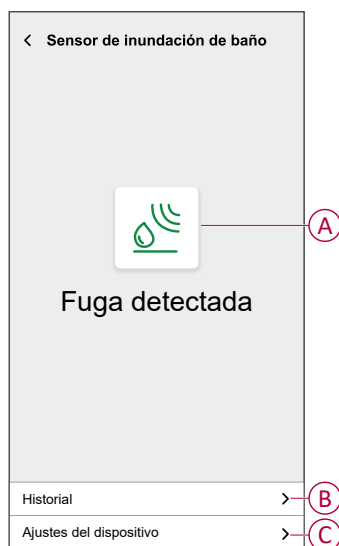 Sensor de inundación de baño
A
Fuga detectada
Historial
B
Ajustes del dispositivo
C